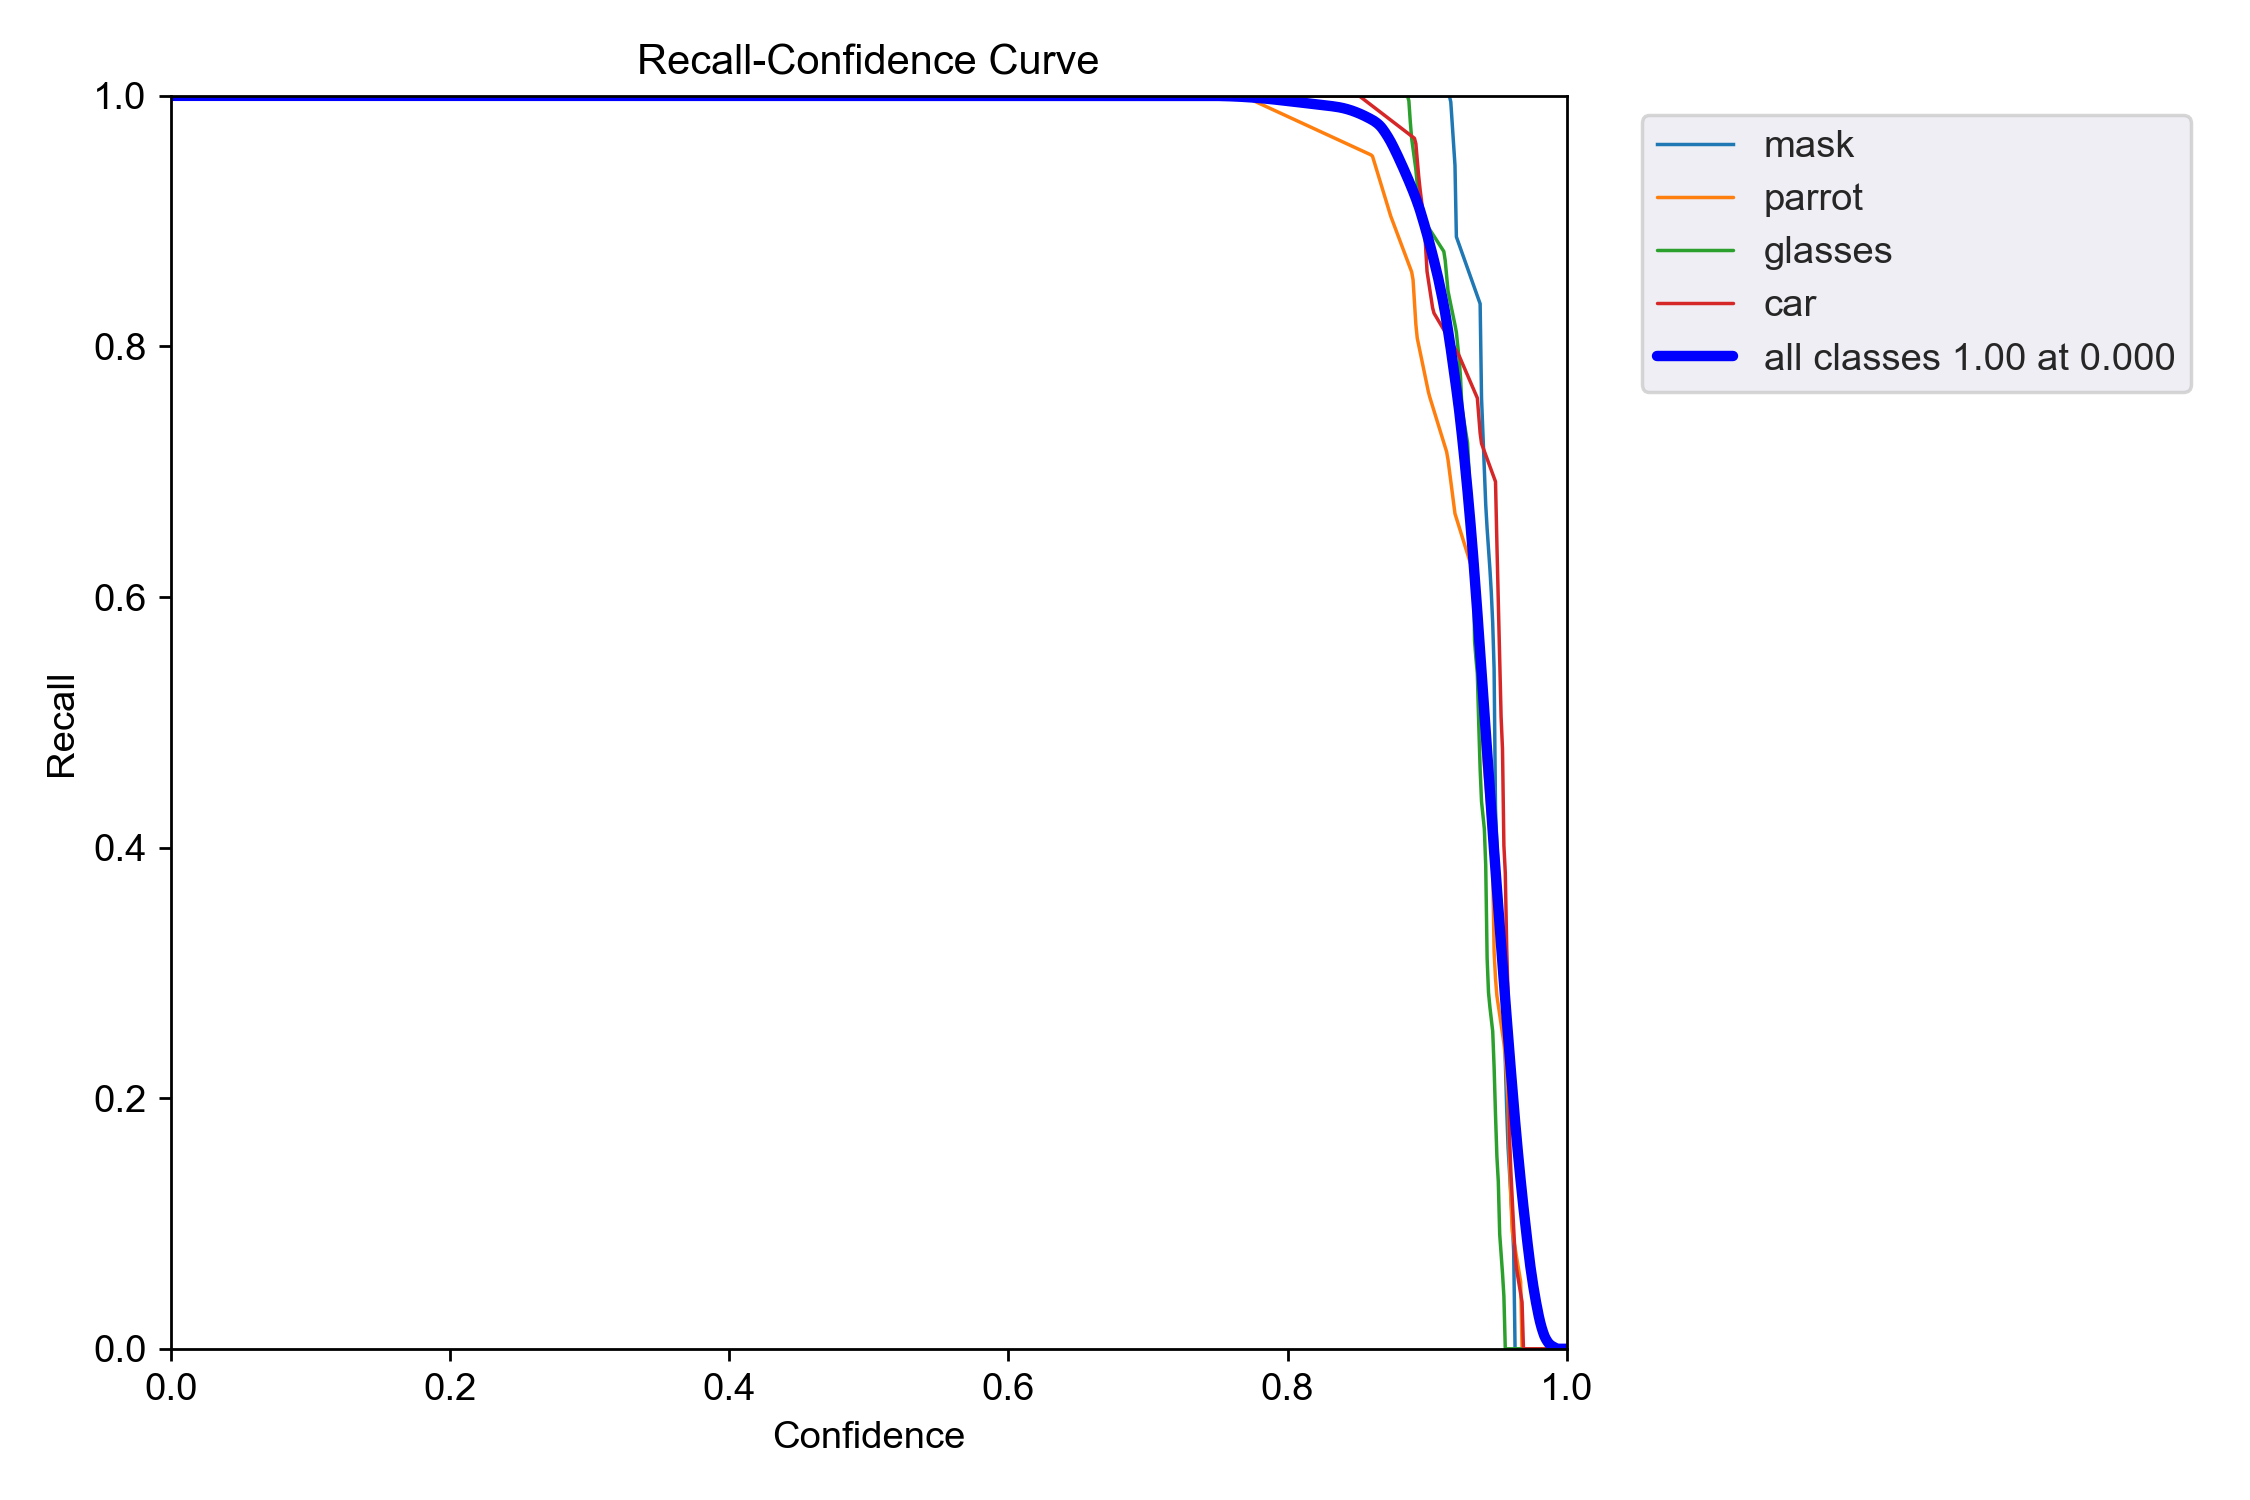 Recall-Confidence Curve
1.0
0.8
0.6
0.4
0.2
0.0
Recall
0.0 0.2 0.4 0.6 0.8 1.0
Confidence
mask
parrot
glasses
car
all classes 1.00 at 0.000